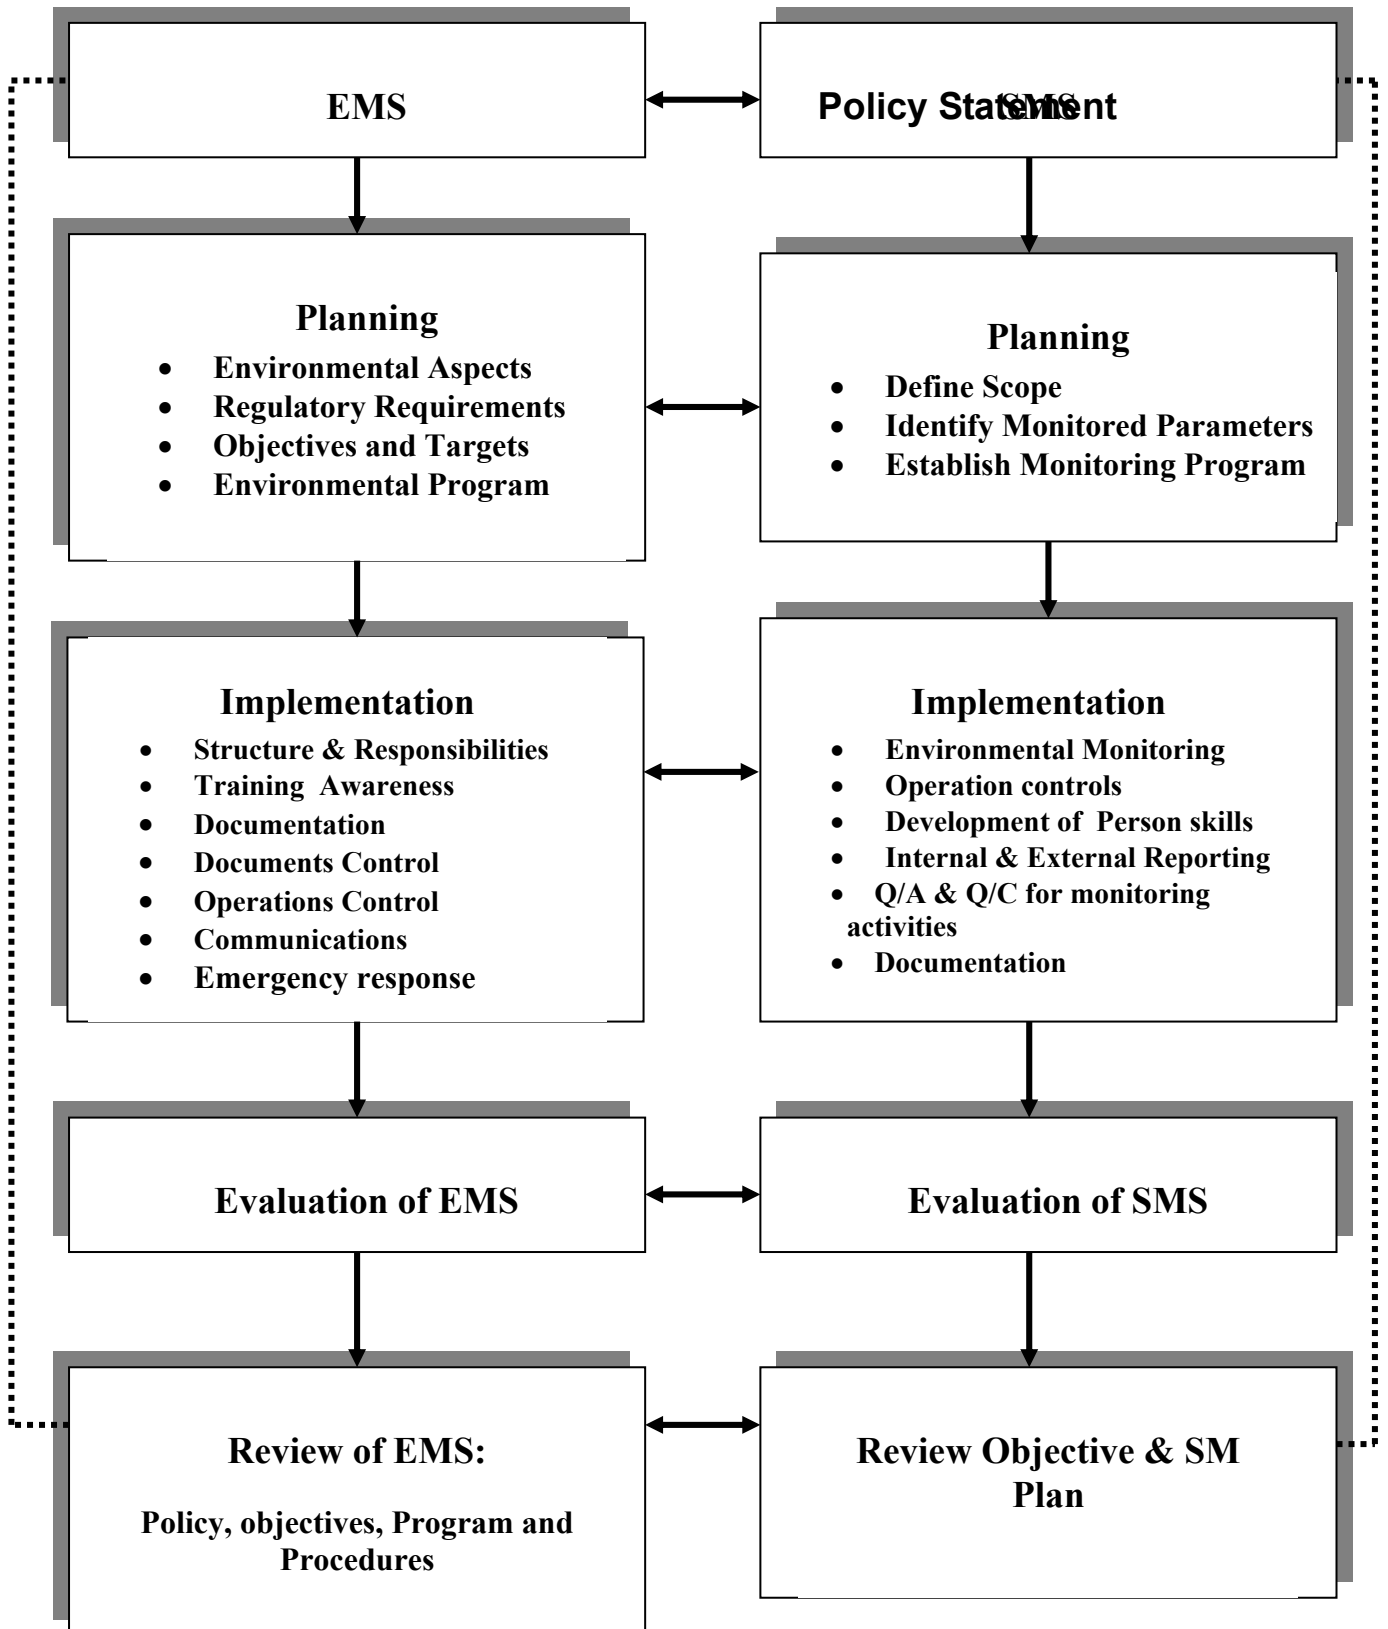 EMS
Policy Statement
SMS
Planning
• Environmental Aspects
• Regulatory Requirements
• Objectives and Targets
• Environmental Program
Planning
• Define Scope
• Identify Monitored Parameters
• Establish Monitoring Program
Implementation
• Structure & Responsibilities
• Training Awareness
• Documentation
• Documents Control
• Operations Control
• Communications
• Emergency response
Implementation
• Environmental Monitoring
• Operation controls
• Development of Person skills
• Internal & External Reporting
• Q/A & Q/C for monitoring
activities
• Documentation
Evaluation of EMS
Evaluation of SMS
Review of EMS:
Policy, objectives, Program and
Procedures
Review Objective & SM
Plan